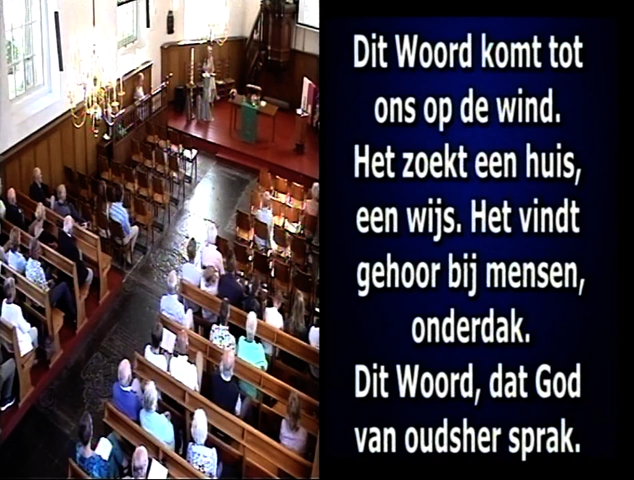 Dit Woord komt tot
ons op de wind.
Het zoekt een huis,
een wijs. Het vindt
gehoor bij mensen,
onderdak.
Dit Woord, dat God
van oudsher sprak.